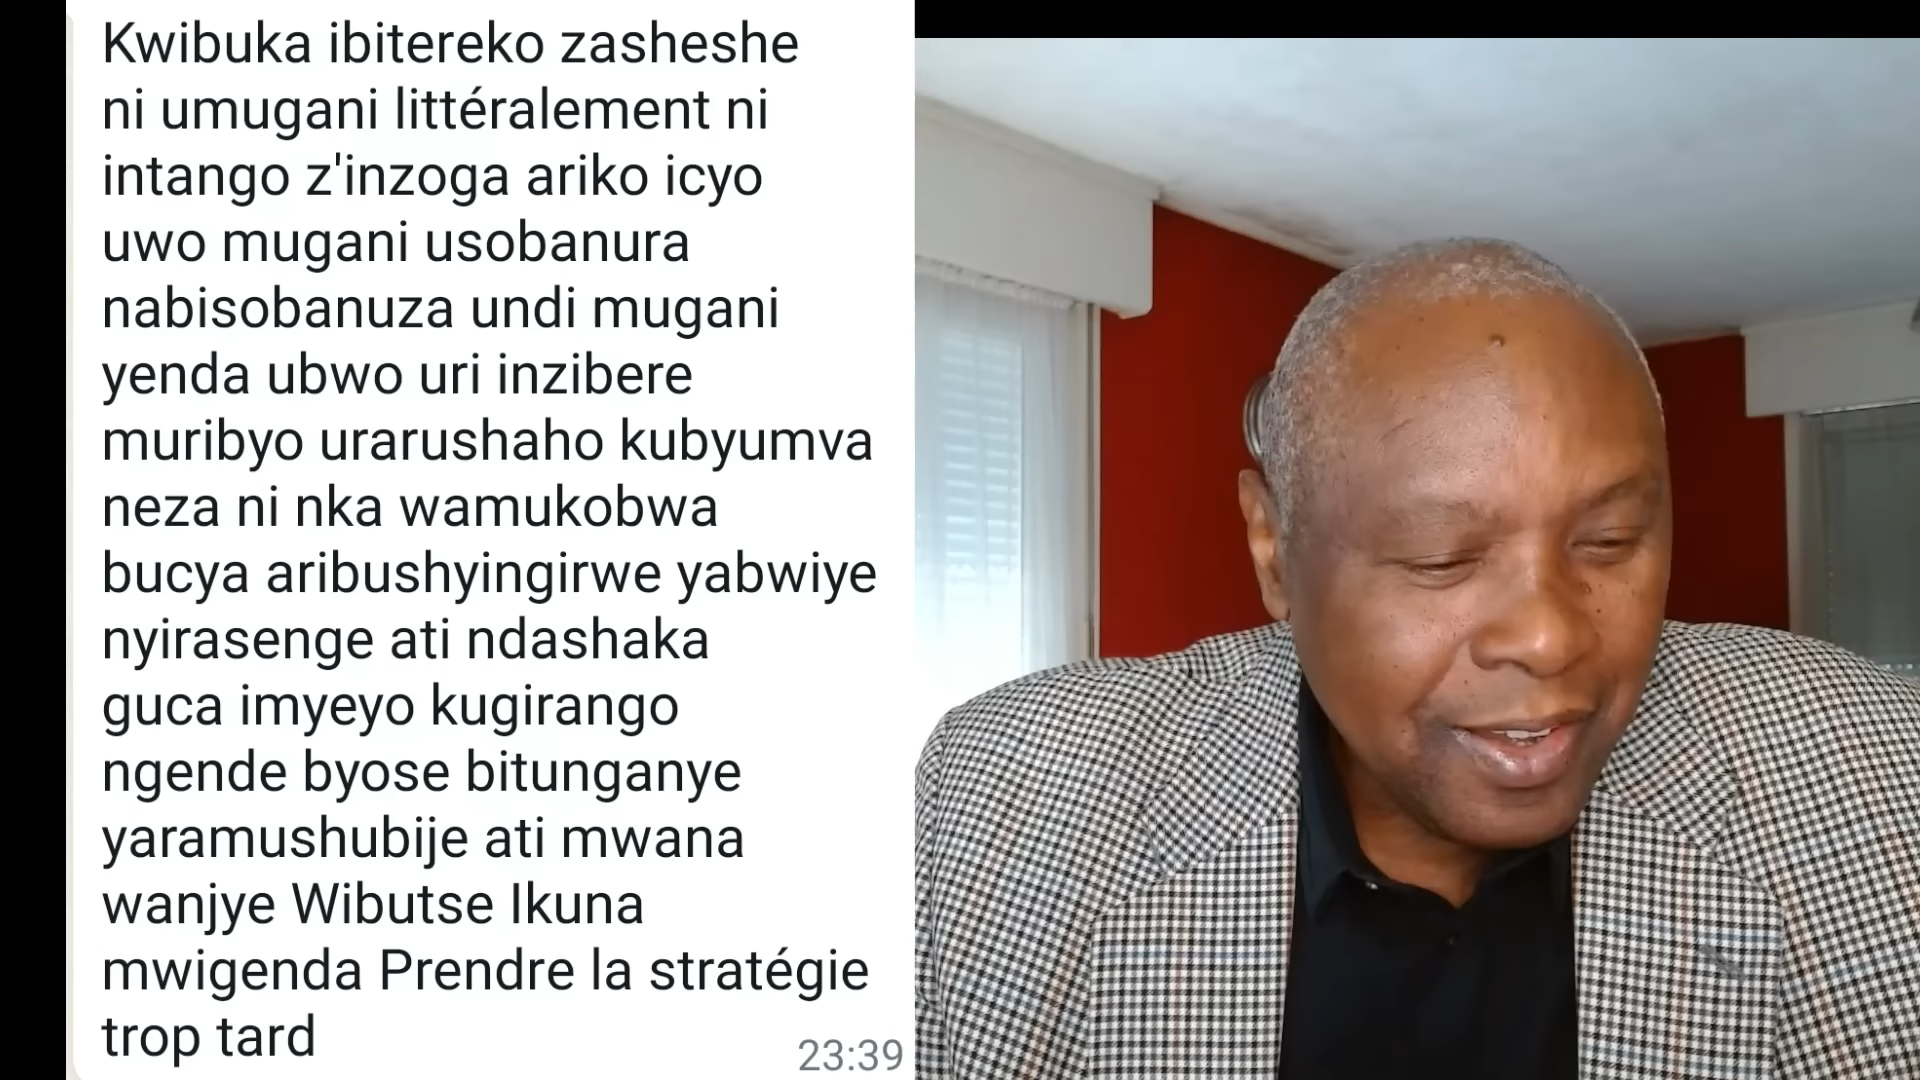 Kwibuka ibitereko zasheshe
ni umugani littéralement ni
intango z'inzoga ariko icyo
uwo mugani usobanura
nabisobanuza undi mugani
yenda ubwo uri inzibere
muribyo urarushaho kubyumva
neza ni nka wamukobwa
bucya aribushyingirwe yabwiye
nyirasenge ati ndashaka
guca imyeyo kugirango
ngende byose bitunganye
yaramushubije ati mwana
wanjye Wibutse Ikuna
mwigenda Prendre la stratégie
trop tard
23:39